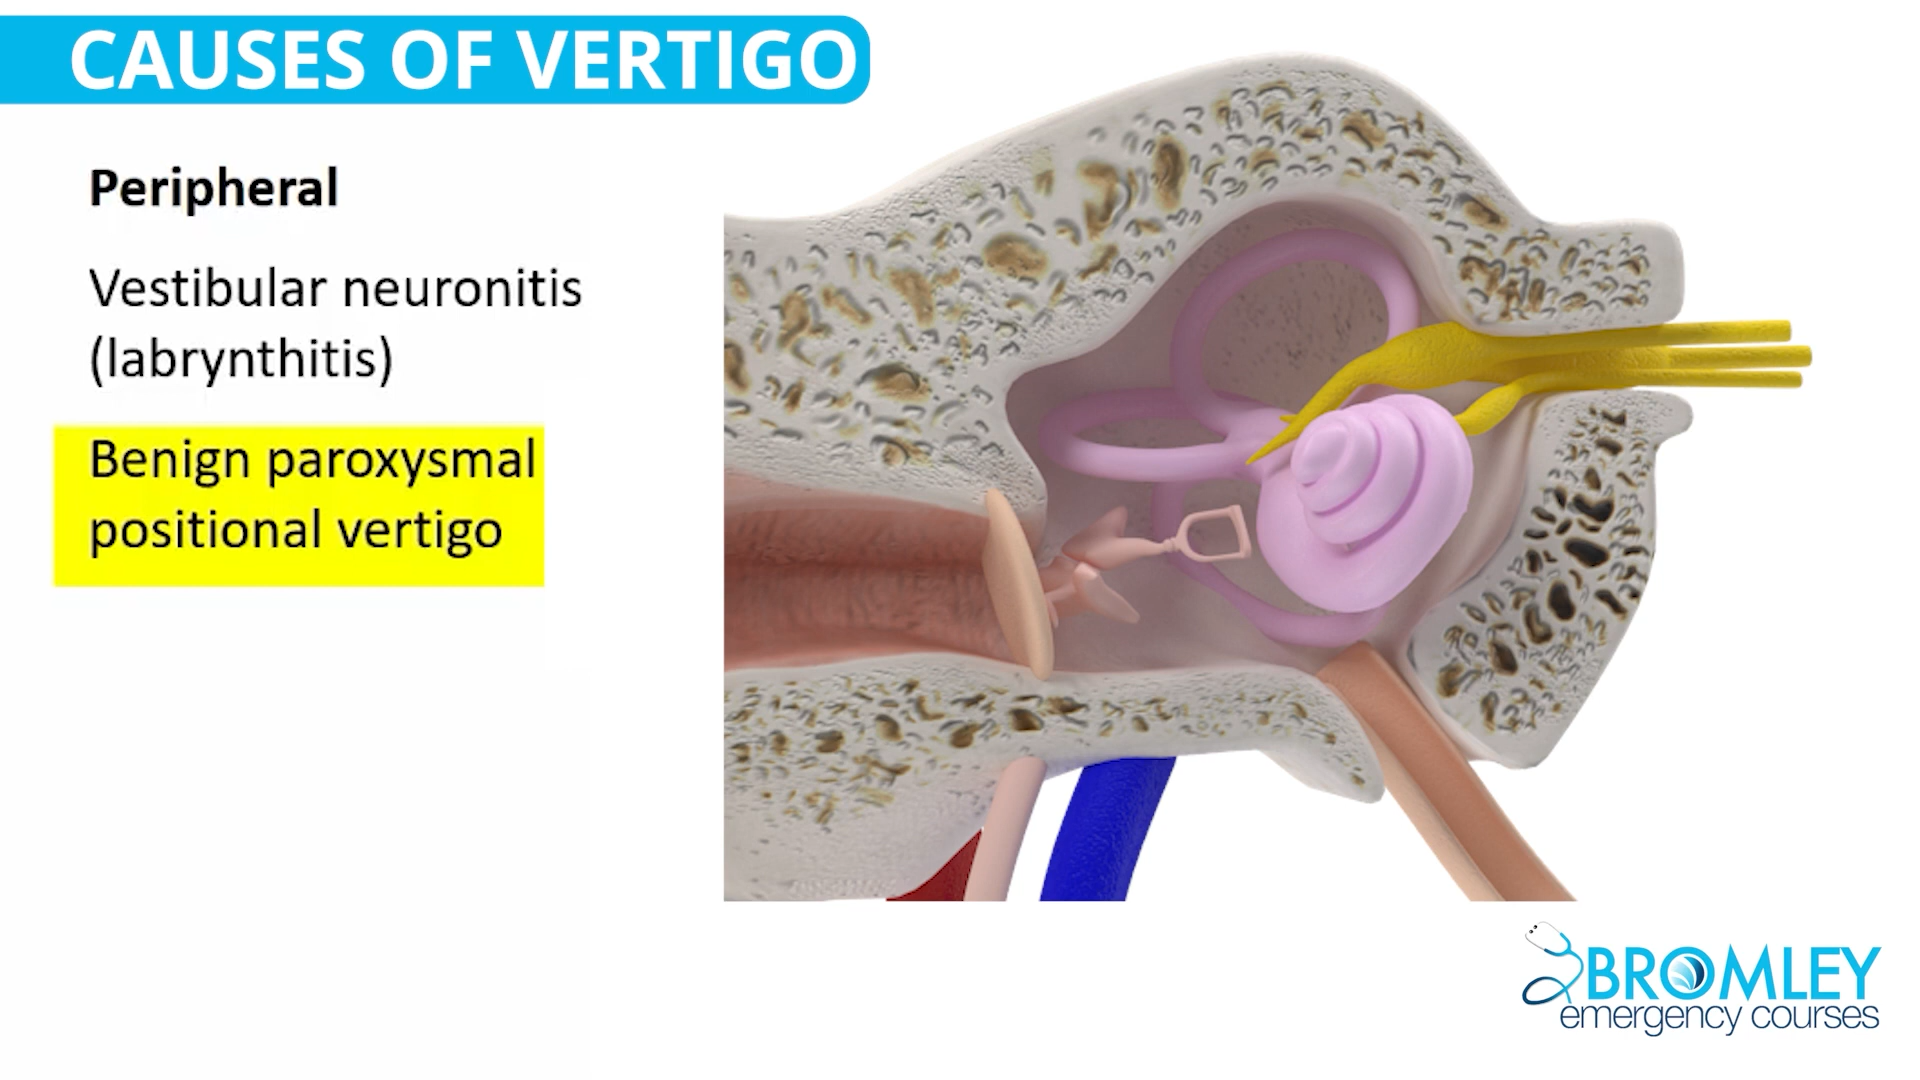 CAUSES OF VERTIGO
Peripheral
Vestibular neuronitis
(labrynthitis)
Benign paroxysmal
positional vertigo
BROMLEY
emergency courses